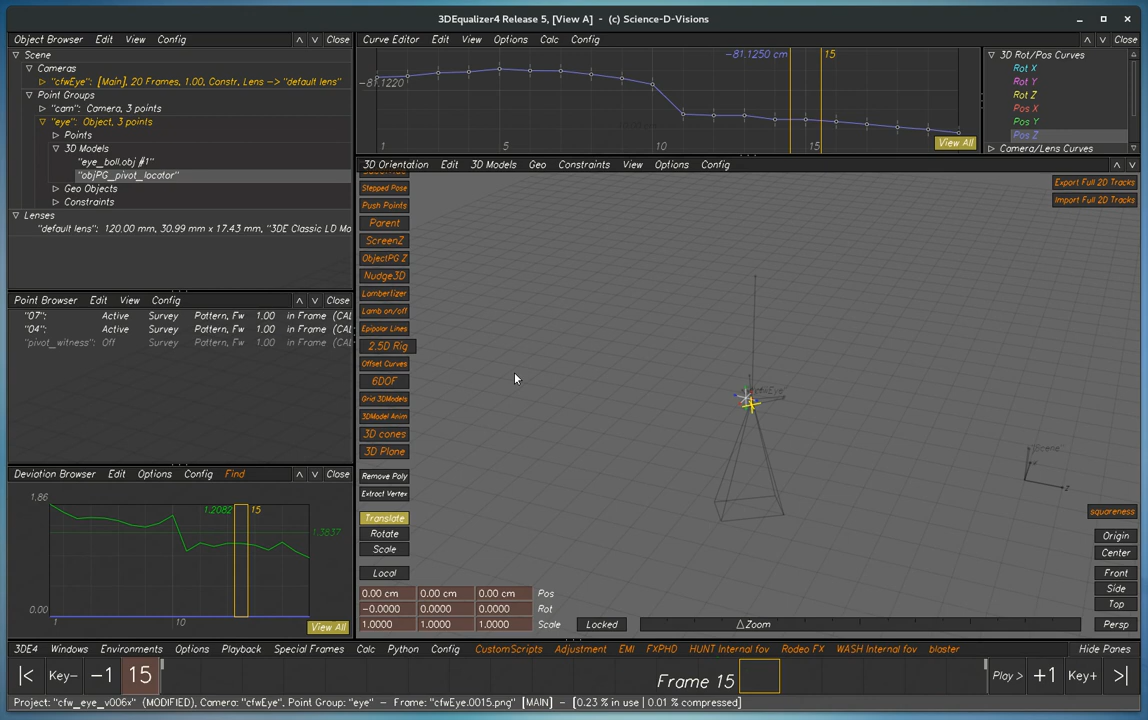 3DEqualizer4 Release 5, [View A] - (c) Science-D-Visions
Object Browser Edit View Config Close
Scene
Cameras
"cfwEye": [Main], 20 Frames, 1.00, Constr, Lens -> "default lens"
Point Groups
"cam": Camera, 3 points
"eye": Object, 3 points
Points
3D Models
"eye_boll.obj #1"
"objPG_pivot_locator"
Geo Objects
Constraints
Lenses
"default lens": 120.00 mm, 30.99 mm x 17.43 mm, "3DE Classic LD Mo
Curve Editor Edit View Options Calc Config Close
-81.1250 cm 15
-81.1220
1 5 10 15
View All
3D Rot/Pos Curves
Rot X
Rot Y
Rot Z
Pos X
Pos Y
Pos Z
Camera/Lens Curves
Point Browser Edit View Config Close
"07": Active Survey Pattern, Fw 1.00 in Frame (CAL
"04": Active Survey Pattern, Fw 1.00 in Frame (CAL
"pivot_witness": Off Survey Pattern, Fw 1.00 in Frame (CAL
Deviation Browser Edit Options Config Find Close
1.86
1.2082 15
1.3837
0.00
1 10
View All
3D Orientation Edit 3D Models Geo Constraints View Options Config
Stepped Pose
Push Points
Parent
ScreenZ
ObjectPG Z
Nudge3D
Lambertizer
Lamb on/off
Epipolar Lines
2.5D Rig
Offset Curves
6DOF
Grid 3DModels
3DModel Anim
3D cones
3D Plane
Remove Poly
Extract Vertex
Translate
Rotate
Scale
Local
Export Full 2D Tracks
Import Full 2D Tracks
squareness
Origin
Center
Front
Side
Top
Persp
0.00 cm 0.00 cm 0.00 cm Pos
-0.0000 0.0000 0.0000 Rot
1.0000 1.0000 1.0000 Scale Locked Zoom
3DE4 Windows Environments Options Playback Special Frames Calc Python Config CustomScripts Adjustment EMI FXPHD HUNT Internal fov Rodeo FX WASH Internal fov blaster Hide Panes
|< Key- -1 15 Frame 15 Play > +1 Key+ >|
Project: "cfw_eye_v006x" (MODIFIED), Camera: "cfwEye", Point Group: "eye" - Frame: "cfwEye.0015.png" [MAIN] - [0.23 % in use | 0.01 % compressed]